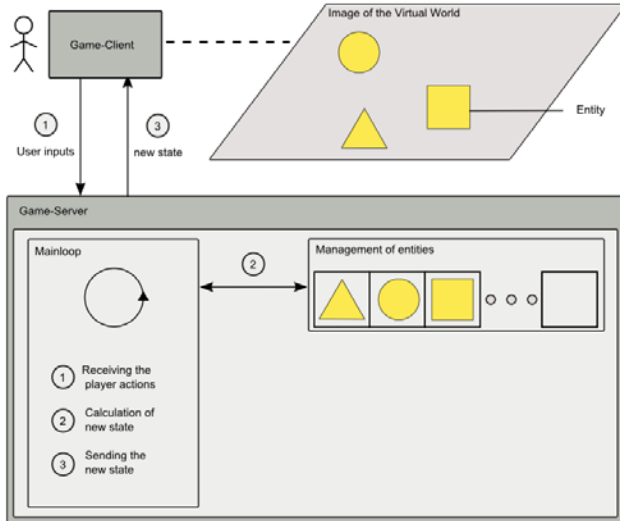 Image of the Virtual World
Game-Client
Entity
1
User inputs
3
new state
Game-Server
Mainloop
2
Management of entities
1
Receiving the
player actions
2
Calculation of
new state
3
Sending the
new state